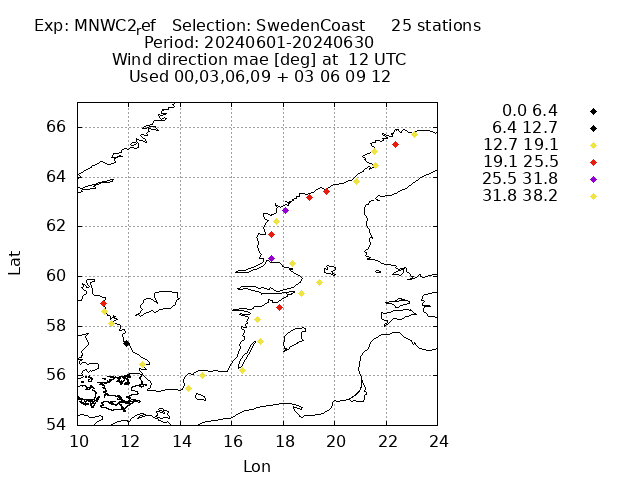 Exp: MNWC2ref   Selection: SwedenCoast     25 stations
Period: 20240601-20240630
Wind direction mae [deg] at  12 UTC
Used 00,03,06,09 + 03 06 09 12
0.0 6.4
6.4 12.7
12.7 19.1
19.1 25.5
25.5 31.8
31.8 38.2
66
64
62
60
58
56
54
Lat
10 12 14 16 18 20 22 24
Lon